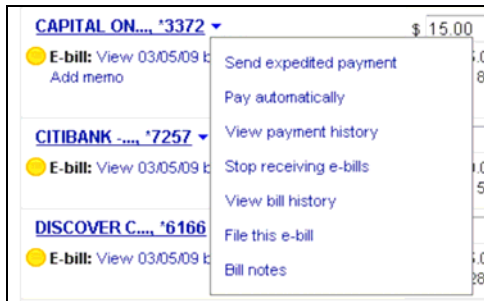 CAPITAL ON..., *3372
$ 15.00
E-bill: View 03/05/09 b
Add memo
Send expedited payment
Pay automatically
View payment history
Stop receiving e-bills
View bill history
File this e-bill
Bill notes
CITIBANK -..., *7257
E-bill: View 03/05/09 b
DISCOVER C..., *6166
E-bill: View 03/05/09 b